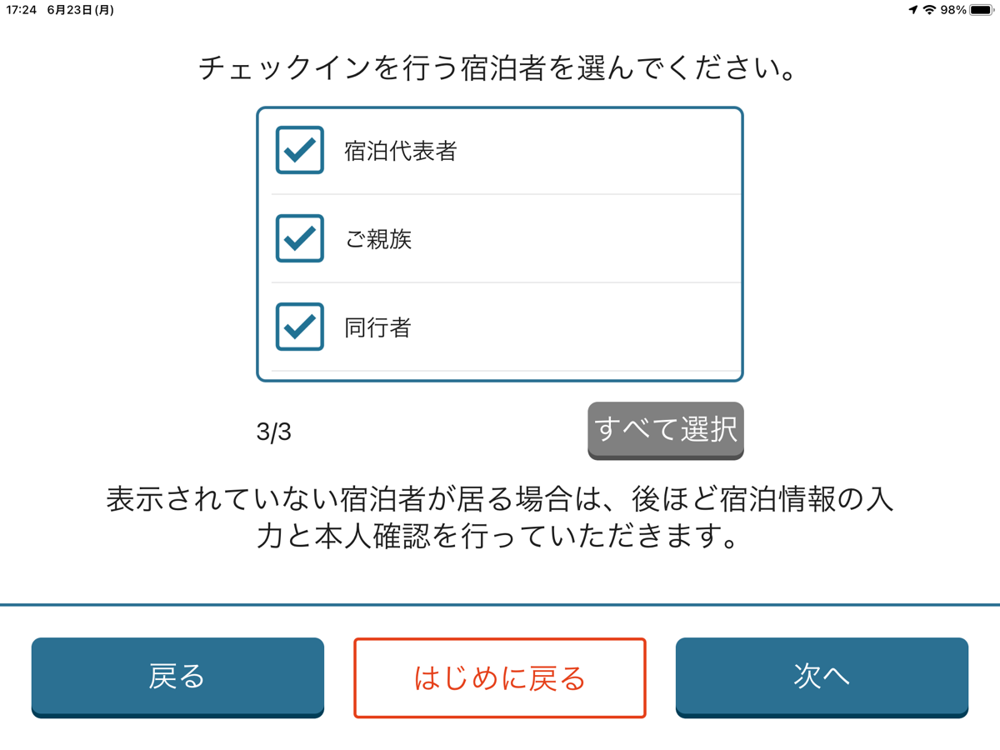 17:24 6月23日(月) 98%
チェックインを行う宿泊者を選んでください。
宿泊代表者
ご親族
同行者
3/3
すべて選択
表示されていない宿泊者が居る場合は、後ほど宿泊情報の入
力と本人確認を行っていただきます。
戻る
はじめに戻る
次へ